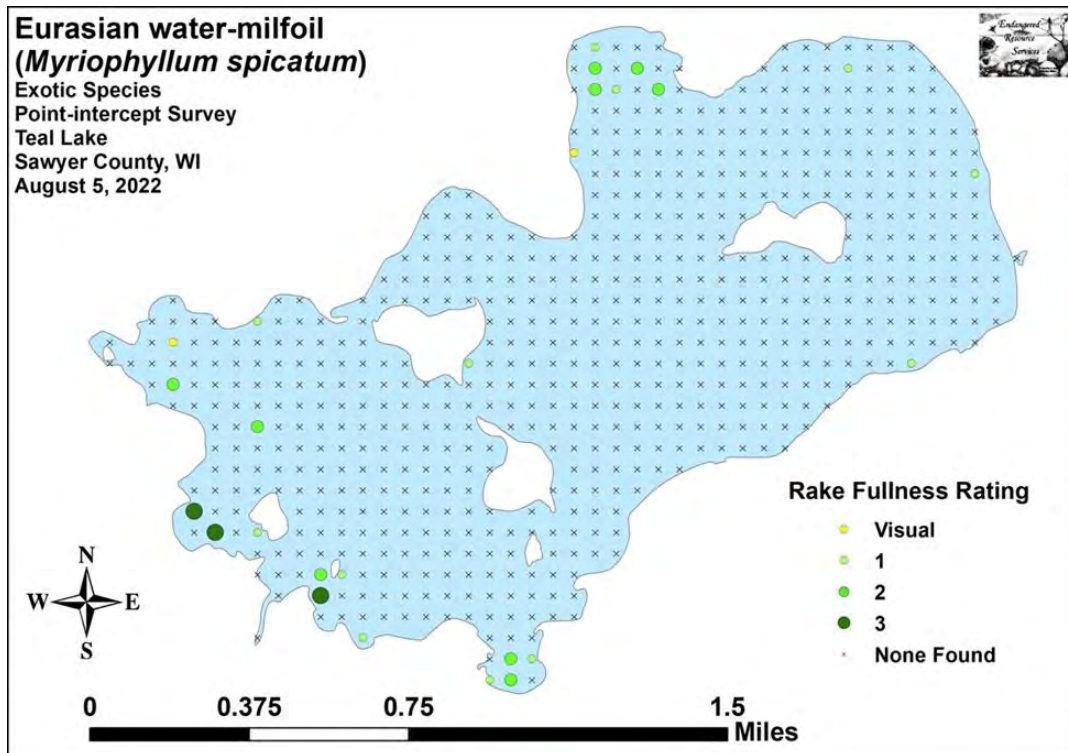 Eurasian water-milfoil
(Myriophyllum spicatum)
Exotic Species
Point-intercept Survey
Teal Lake
Sawyer County, WI
August 5, 2022
Endangered
Resource
Services
Rake Fullness Rating
Visual
1
2
3
None Found
N
W E
S
0 0.375 0.75 1.5
Miles